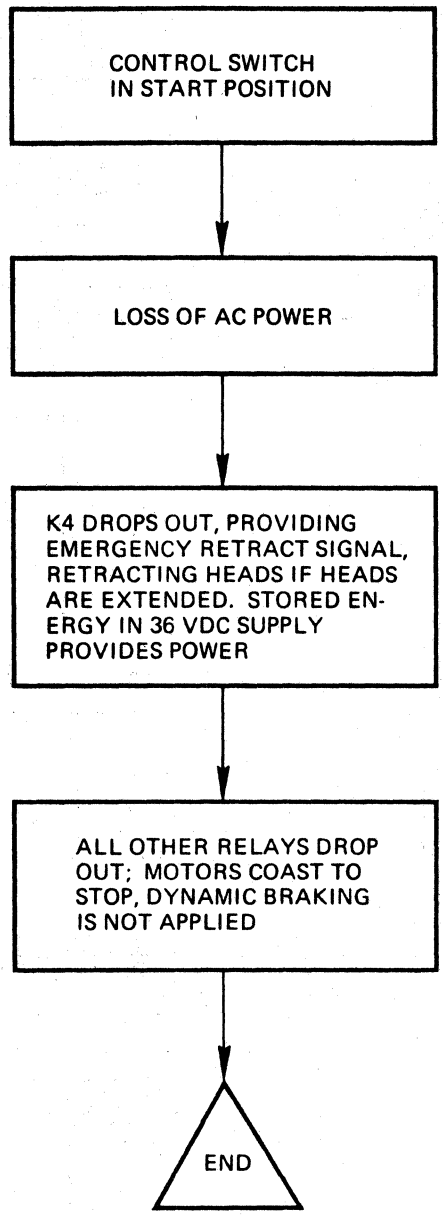 CONTROL SWITCH
IN START POSITION
LOSS OF AC POWER
K4 DROPS OUT, PROVIDING
EMERGENCY RETRACT SIGNAL,
RETRACTING HEADS IF HEADS
ARE EXTENDED. STORED EN-
ERGY IN 36 VDC SUPPLY
PROVIDES POWER
ALL OTHER RELAYS DROP
OUT; MOTORS COAST TO
STOP, DYNAMIC BRAKING
IS NOT APPLIED
END